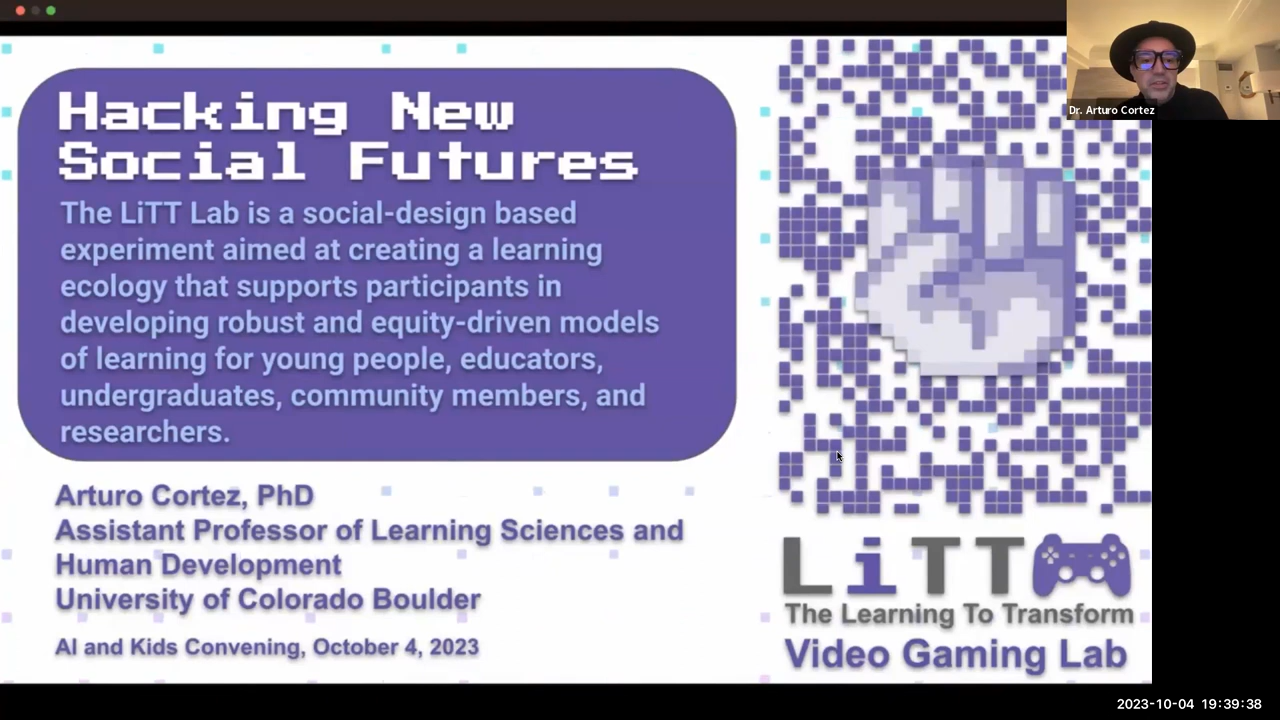 Hacking New
Social Futures
The LiTT Lab is a social-design based
experiment aimed at creating a learning
ecology that supports participants in
developing robust and equity-driven models
of learning for young people, educators,
undergraduates, community members, and
researchers.
Arturo Cortez, PhD
Assistant Professor of Learning Sciences and
Human Development
University of Colorado Boulder
AI and Kids Convening, October 4, 2023
LiTT
The Learning To Transform
Video Gaming Lab
Dr. Arturo Cortez
2023-10-04 19:39:38